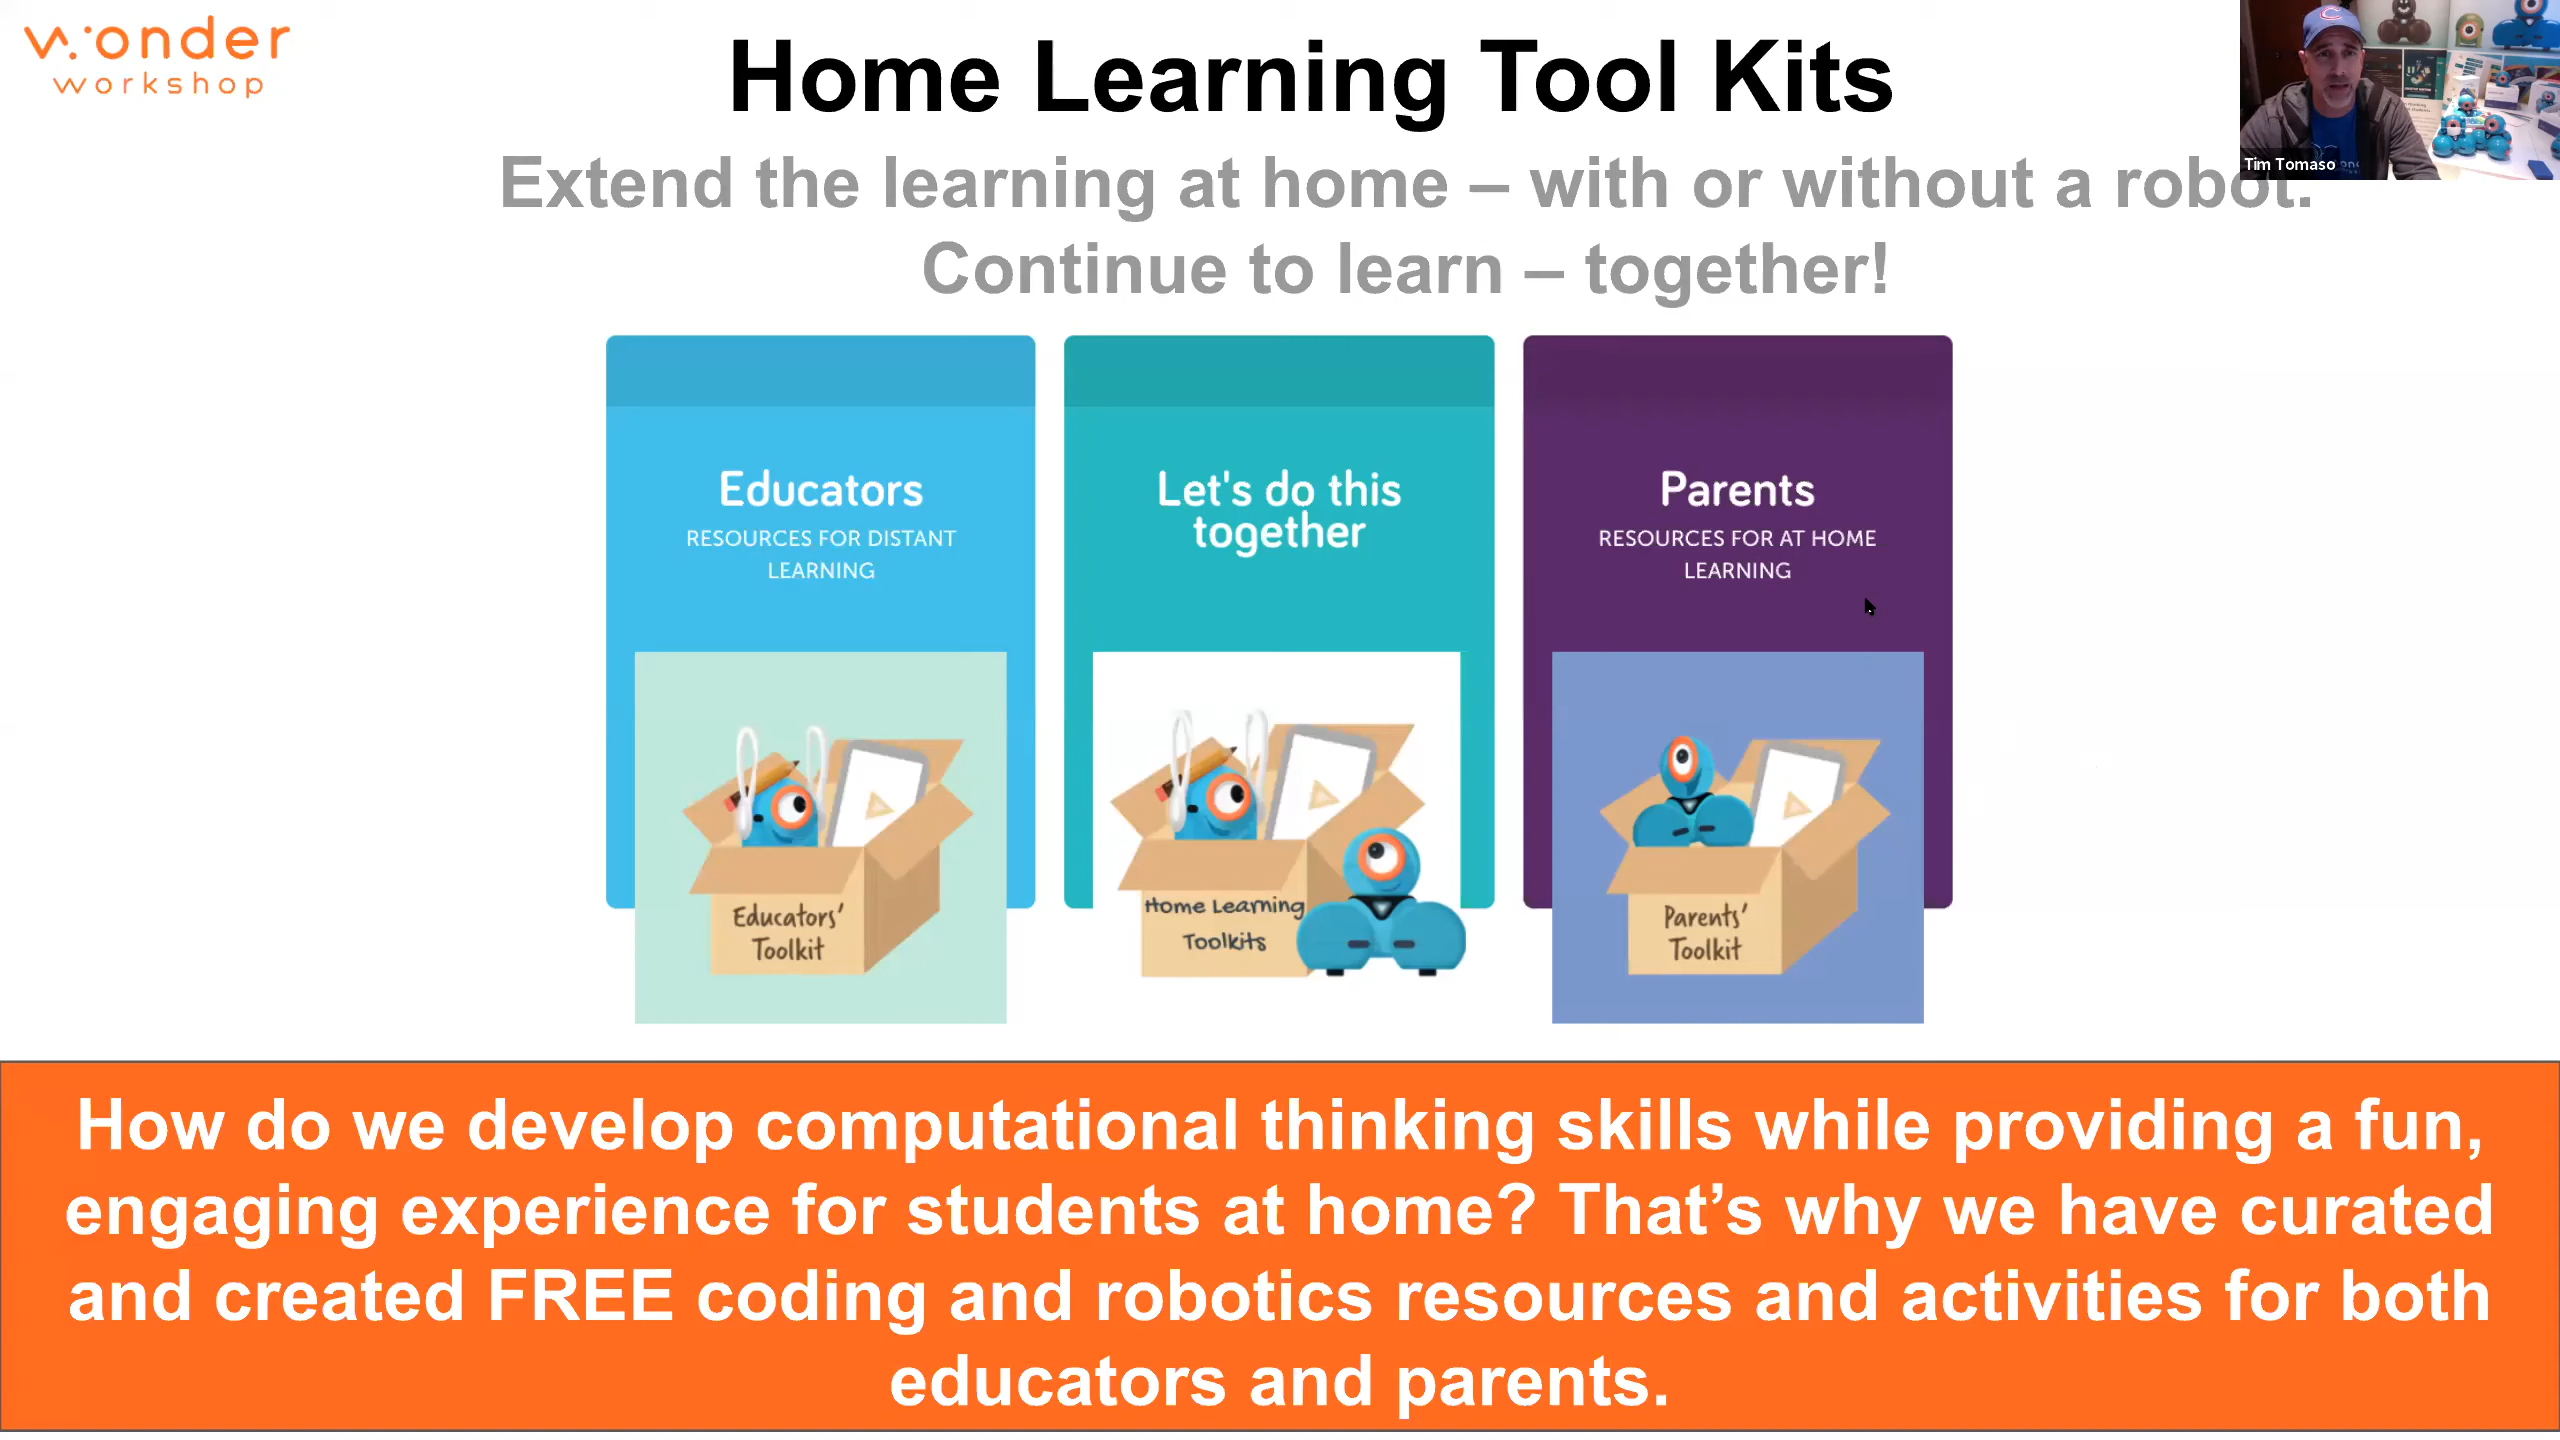 wonder
workshop
Home Learning Tool Kits
Extend the learning at home – with or without a robot.
Continue to learn – together!
Tim Tomaso
Educators
RESOURCES FOR DISTANT
LEARNING
Let's do this
together
Parents
RESOURCES FOR AT HOME
LEARNING
Educators'
Toolkit
Home Learning
Toolkits
Parents'
Toolkit
How do we develop computational thinking skills while providing a fun,
engaging experience for students at home? That’s why we have curated
and created FREE coding and robotics resources and activities for both
educators and parents.